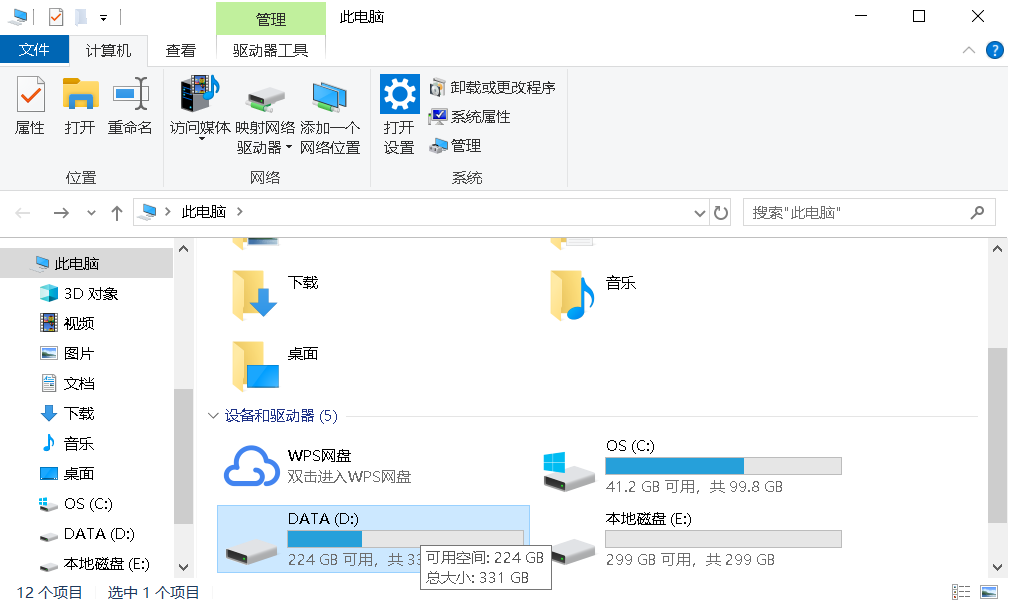 管理
此电脑
文件
计算机
查看
驱动器工具
属性
打开
重命名
访问媒体
映射网络
驱动器
添加一个
网络位置
打开
设置
卸载或更改程序
系统属性
管理
位置
网络
系统
此电脑
搜索"此电脑"
此电脑
3D 对象
视频
图片
文档
下载
音乐
桌面
OS (C:)
DATA (D:)
本地磁盘 (E:)
下载
音乐
桌面
设备和驱动器 (5)
WPS网盘
双击进入WPS网盘
OS (C:)
41.2 GB 可用，共 99.8 GB
DATA (D:)
224 GB 可用，共 33
可用空间: 224 GB
总大小: 331 GB
本地磁盘 (E:)
299 GB 可用，共 299 GB
12 个项目
选中 1 个项目